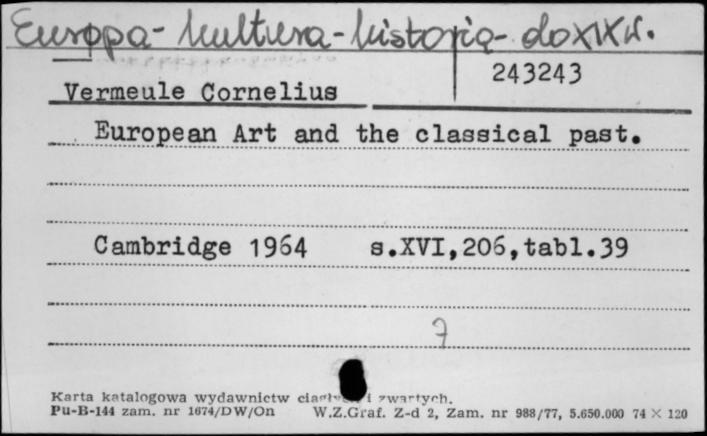 Europa - kultura - historia - do XIX w.
243243
Vermeule Cornelius
European Art and the classical past.
Cambridge 1964 s.XVI,206,tabl.39
7
Karta katalogowa wydawnictw i zwartych.
Pu-B-144 zam. nr 1674/DW/On W.Z.Graf. Z-d 2, Zam. nr 988/77, 5.650.000 74 × 120